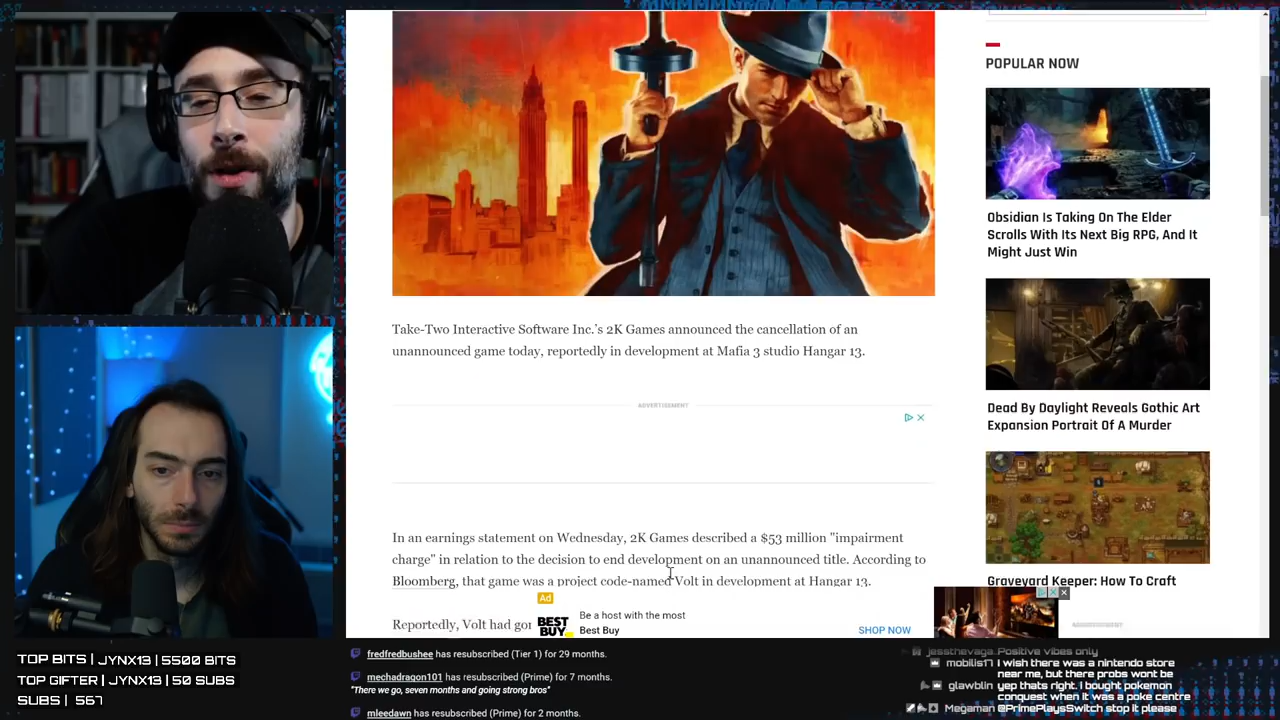 Take-Two Interactive Software Inc.'s 2K Games announced the cancellation of an
unannounced game today, reportedly in development at Mafia 3 studio Hangar 13.
ADVERTISEMENT
In an earnings statement on Wednesday, 2K Games described a $53 million "impairment
charge" in relation to the decision to end development on an unannounced title. According to
Bloomberg, that game was a project code-named Volt in development at Hangar 13.
Reportedly, Volt had gon
Ad
BEST
BUY
Be a host with the most
Best Buy
SHOP NOW
POPULAR NOW
Obsidian Is Taking On The Elder
Scrolls With Its Next Big RPG, And It
Might Just Win
Dead By Daylight Reveals Gothic Art
Expansion Portrait Of A Murder
Graveyard Keeper: How To Craft
ADVERTISEMENT
TOP BITS | JYNX13 | 5500 BITS
TOP GIFTER | JYNX13 | 50 SUBS
SUBS | 567
fredfredbushee has resubscribed (Tier 1) for 29 months.
mechadragon101 has resubscribed (Prime) for 7 months.
"There we go, seven months and going strong bros"
mleedawn has resubscribed (Prime) for 2 months.
jessthevaga Positive vibes only
mobilis17 I wish there was a nintendo store
near me, but there probs wont be
glawblin yep thats right. I bought pokemon
conquest when it was a poke centre
Megaman @PrimePlaysSwitch stop it please